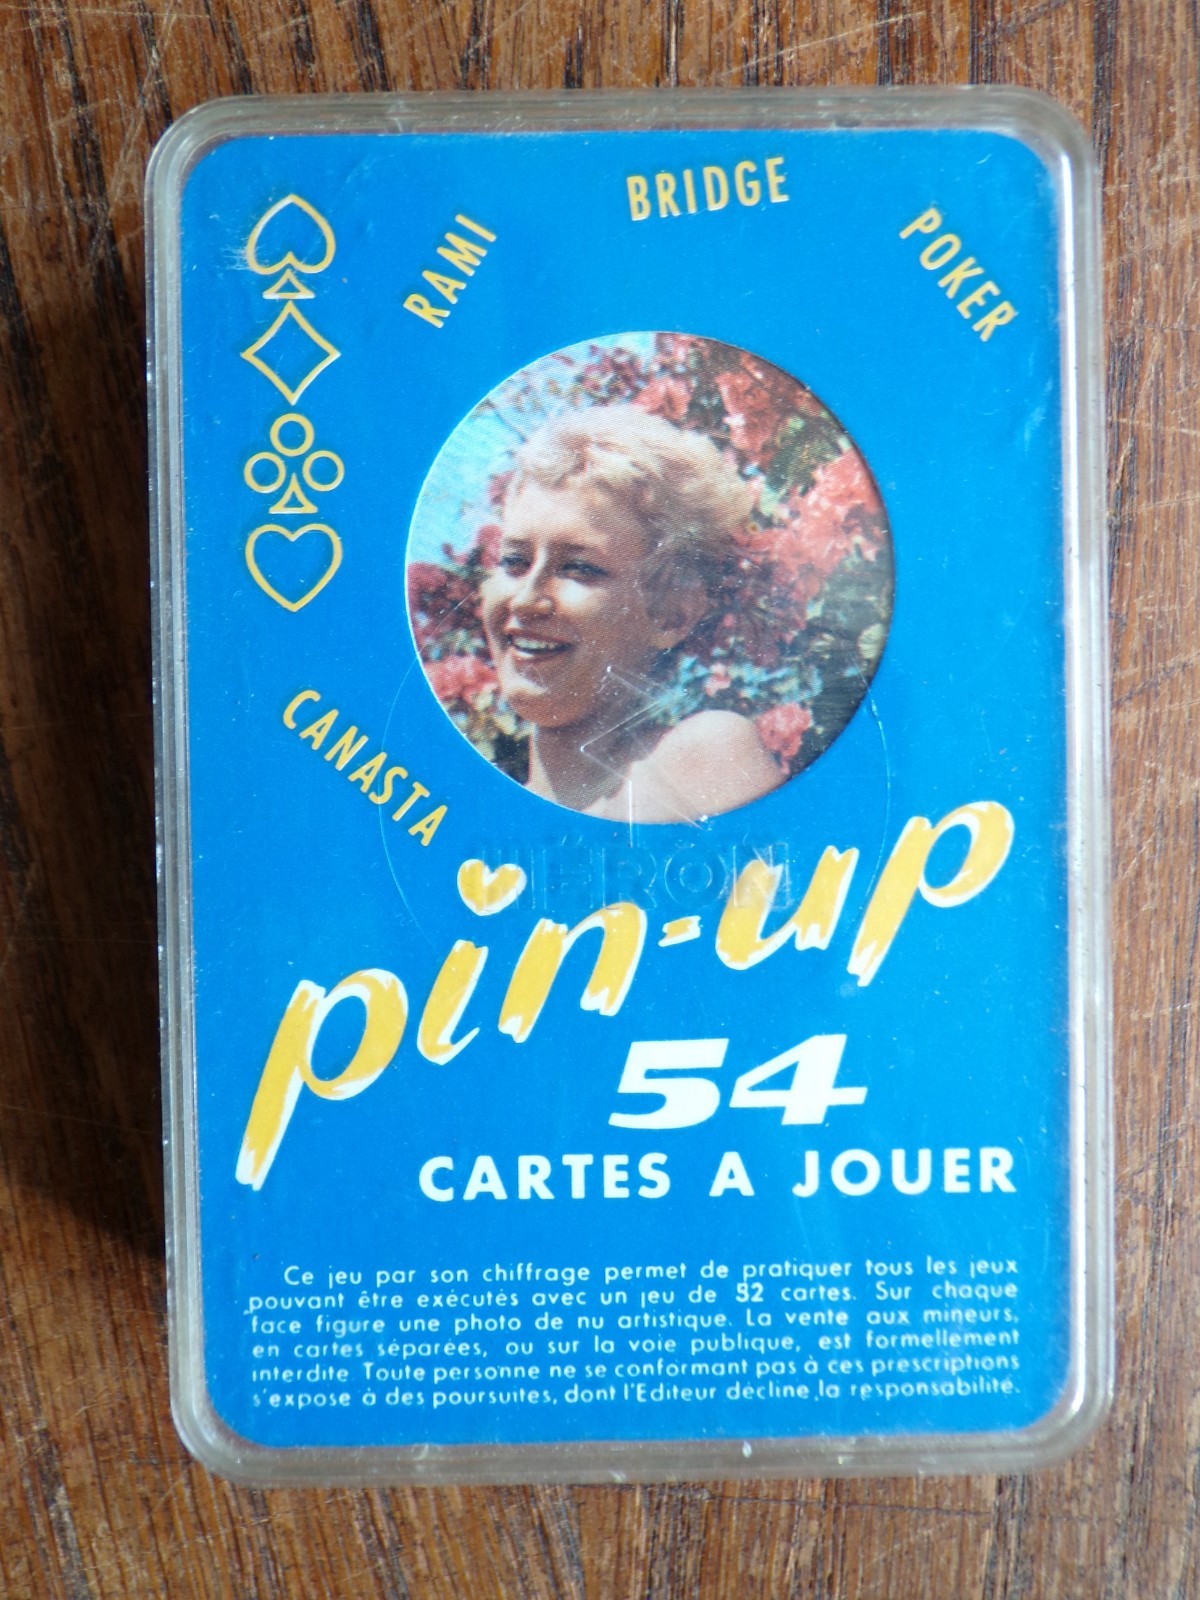 RAMI
BRIDGE
POKER
CANASTA
HÉRON
pin-up
54
CARTES A JOUER
Ce jeu par son chiffrage permet de pratiquer tous les jeux
pouvant être exécutés avec un jeu de 52 cartes. Sur chaque
face figure une photo de nu artistique. La vente aux mineurs,
en cartes séparées, ou sur la voie publique, est formellement
interdite. Toute personne ne se conformant pas à ces prescriptions
s'expose à des poursuites, dont l'Editeur décline la responsabilité.